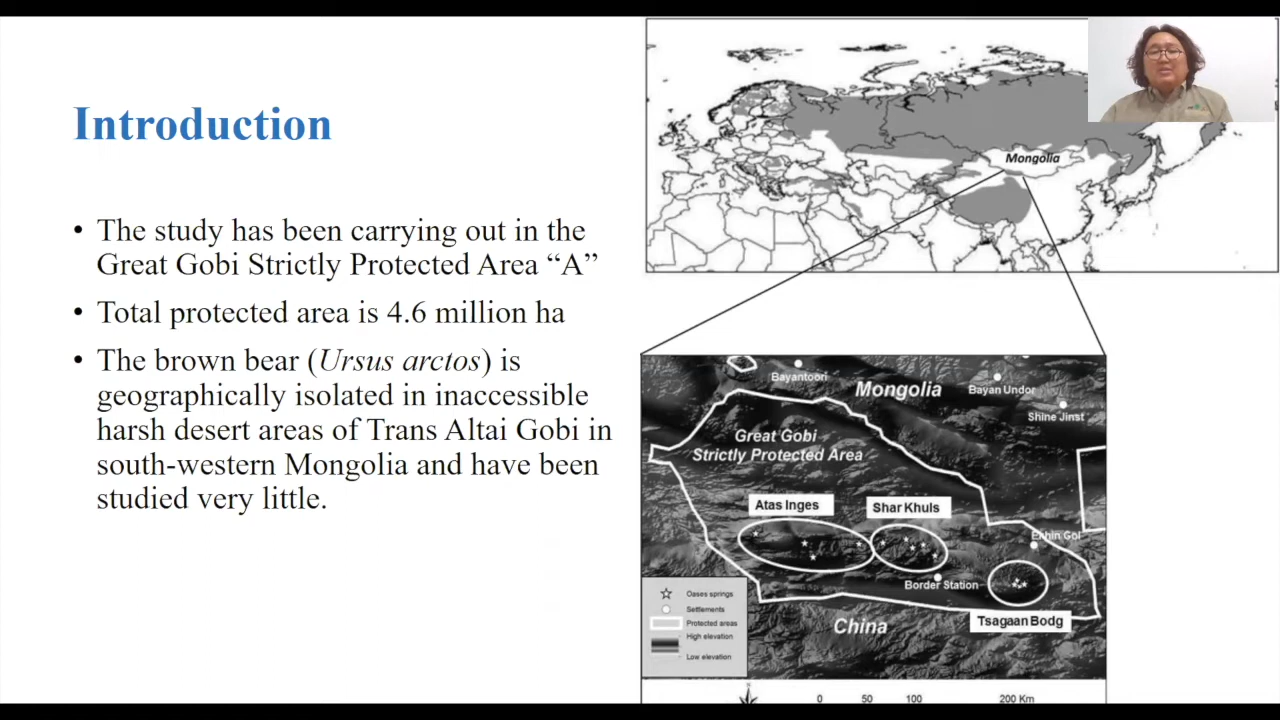 Introduction
• The study has been carrying out in the
Great Gobi Strictly Protected Area “A”
• Total protected area is 4.6 million ha
• The brown bear (Ursus arctos) is
geographically isolated in inaccessible
harsh desert areas of Trans Altai Gobi in
south-western Mongolia and have been
studied very little.
Mongolia
Bayantoori
Mongolia
Bayan Undor
Shine Jinst
Great Gobi
Strictly Protected Area
Atas Inges
Shar Khuls
Ekhin Gol
Border Station
Tsagaan Bodg
China
Oases springs
Settlements
Protected areas
High elevation
Low elevation
0 50 100 200 Km